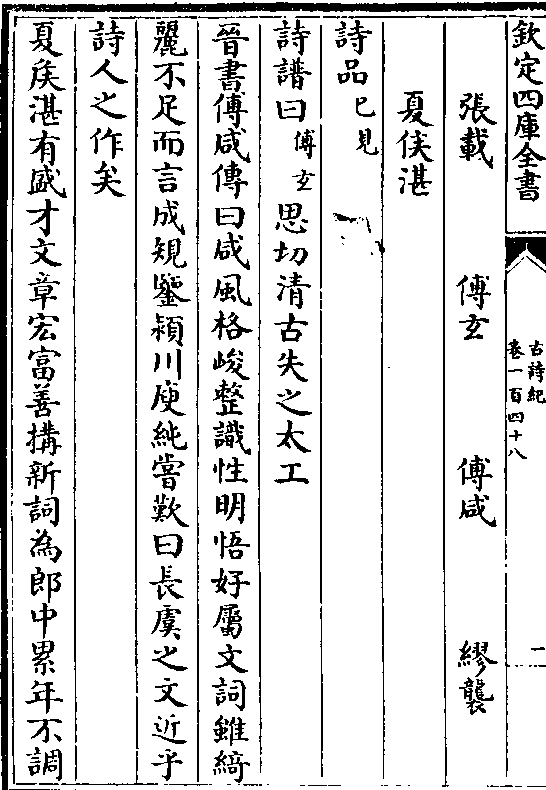 欽定四庫全書
古詩紀
卷一百四十八
一
張載 傅玄 傅咸 繆襲
夏侯湛
詩品已見
詩譜曰傅玄思切清古失之太工
晉書傅咸傳曰咸風格峻整識性明悟好屬文詞雖綺
麗不足而言成規鑒潁川庾純嘗歎曰長虞之文近乎
詩人之作矣
夏侯湛有盛才文章宏富善搆新詞為郎中累年不調